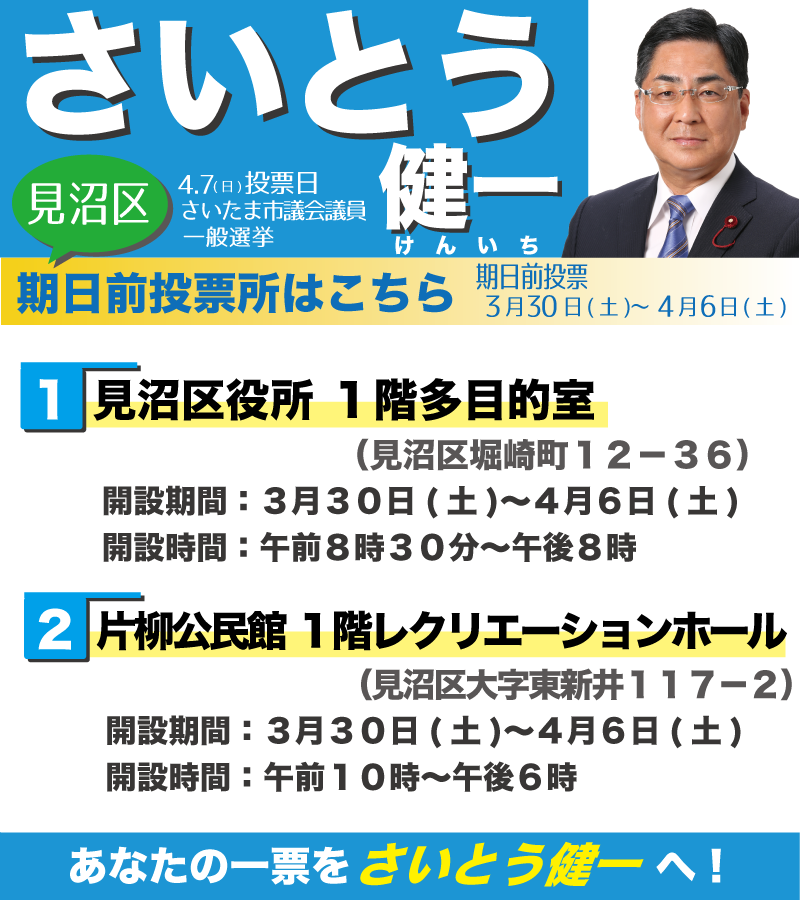 さいとう
健一
けんいち
見沼区
4.7(日)投票日
さいたま市議会議員
一般選挙
期日前投票所はこちら
期日前投票
3月30日(土)～4月6日(土)
1 見沼区役所 １階多目的室
（見沼区堀崎町１２－３６）
開設期間：３月３０日(土)～４月６日(土)
開設時間：午前８時３０分～午後８時
2 片柳公民館 １階レクリエーションホール
（見沼区大字東新井１１７－２）
開設期間：３月３０日(土)～４月６日(土)
開設時間：午前１０時～午後６時
あなたの一票をさいとう健一へ！